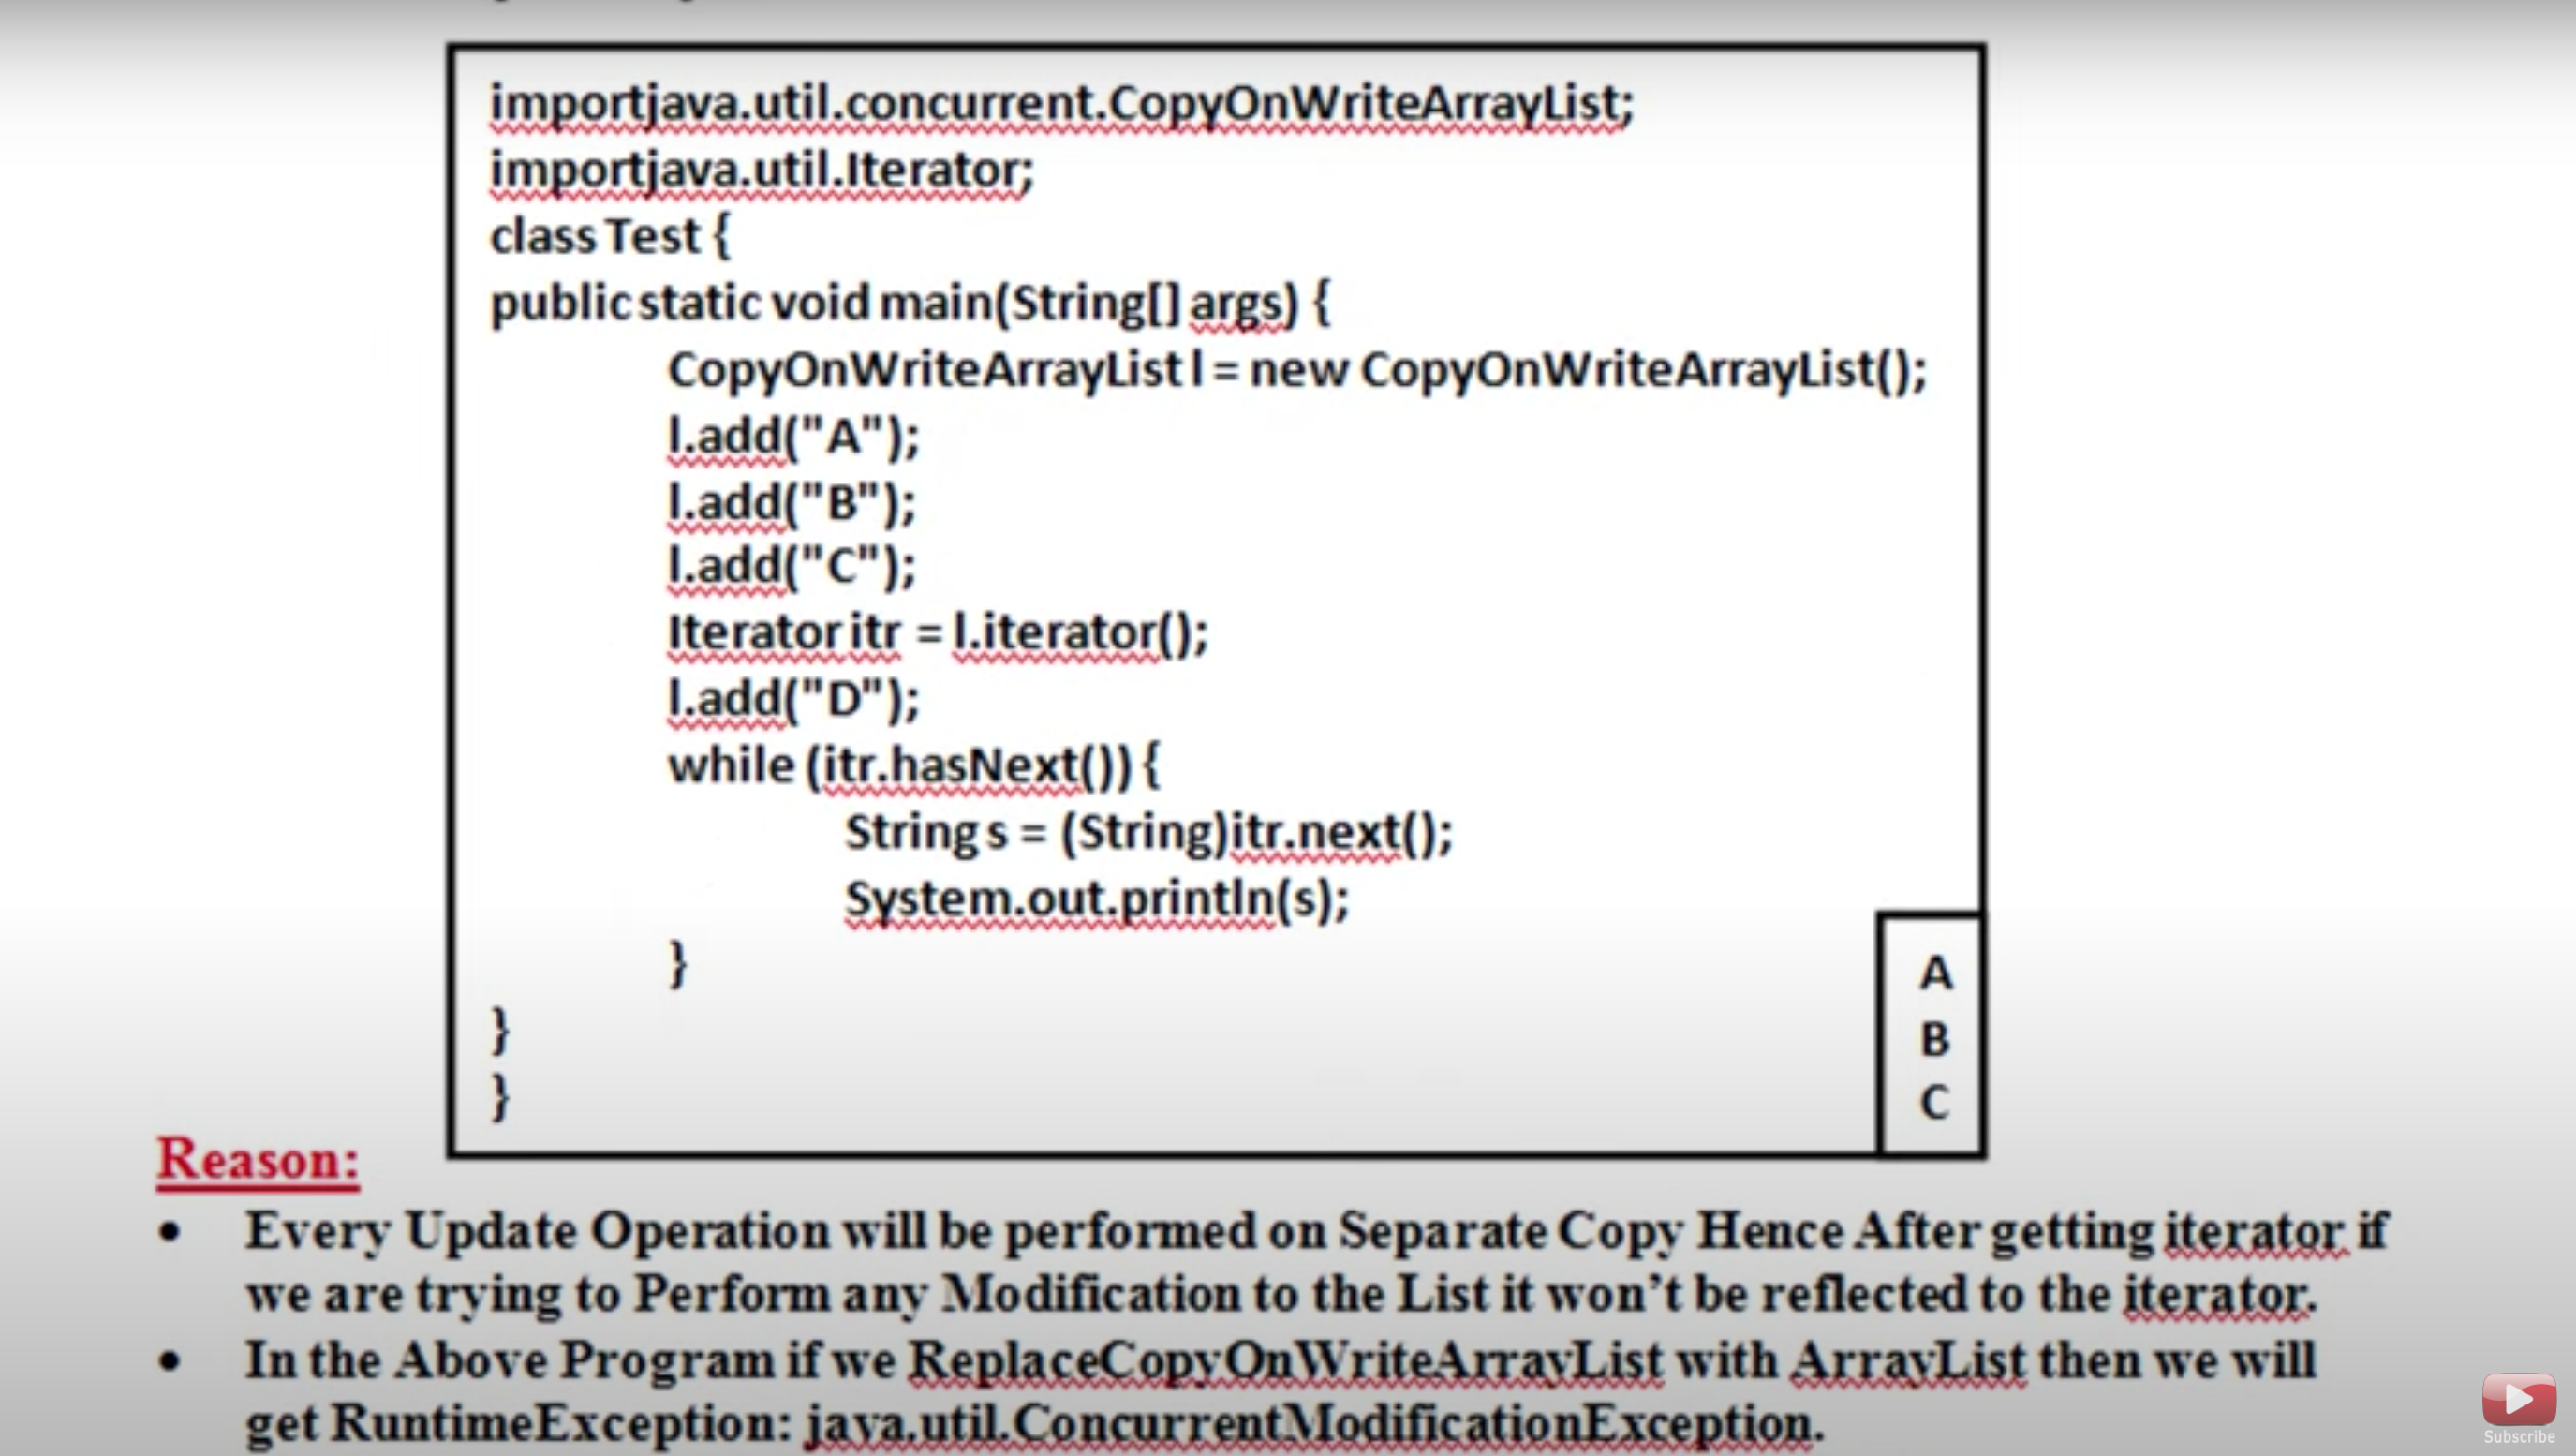 importjava.util.concurrent.CopyOnWriteArrayList;
importjava.util.Iterator;
class Test {
public static void main(String[] args) {
CopyOnWriteArrayList l = new CopyOnWriteArrayList();
l.add("A");
l.add("B");
l.add("C");
Iterator itr = l.iterator();
l.add("D");
while (itr.hasNext()) {
String s = (String)itr.next();
System.out.println(s);
}
}
}
A
B
C
Reason:
• Every Update Operation will be performed on Separate Copy Hence After getting iterator if
we are trying to Perform any Modification to the List it won't be reflected to the iterator.
• In the Above Program if we ReplaceCopyOnWriteArrayList with ArrayList then we will
get RuntimeException: java.util.ConcurrentModificationException.
Subscribe